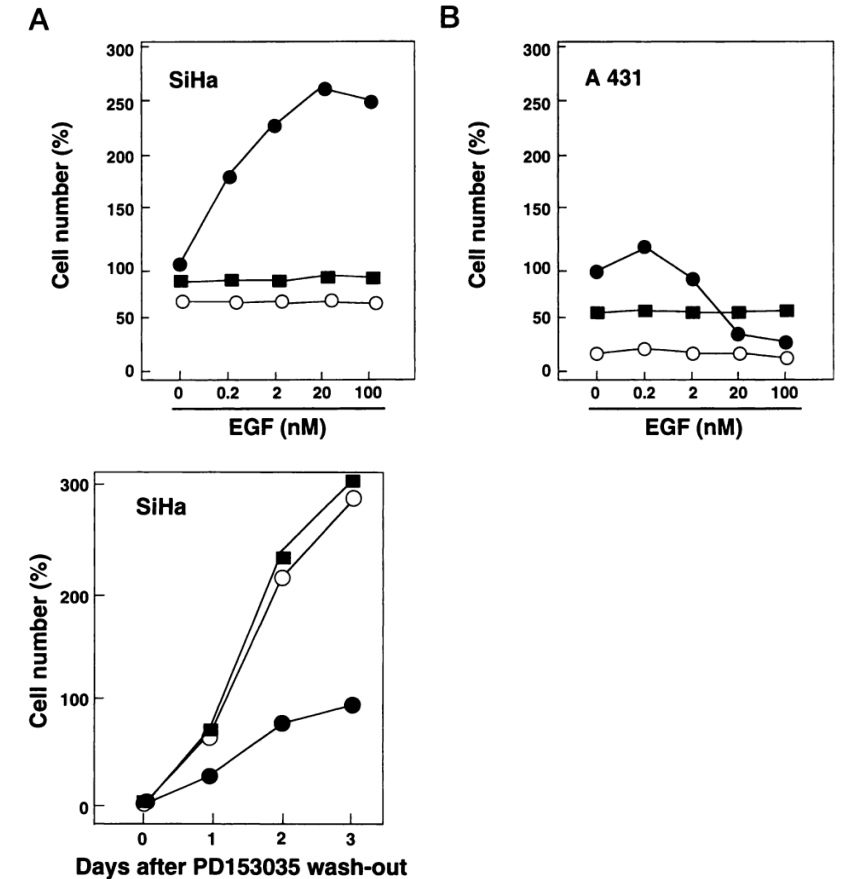 A
300
250
200
150
100
50
0
SiHa
Cell number (%)
0 0.2 2 20 100
EGF (nM)
B
300
250
200
150
100
50
0
A 431
Cell number (%)
0 0.2 2 20 100
EGF (nM)
300
200
100
0
SiHa
Cell number (%)
0 1 2 3
Days after PD153035 wash-out